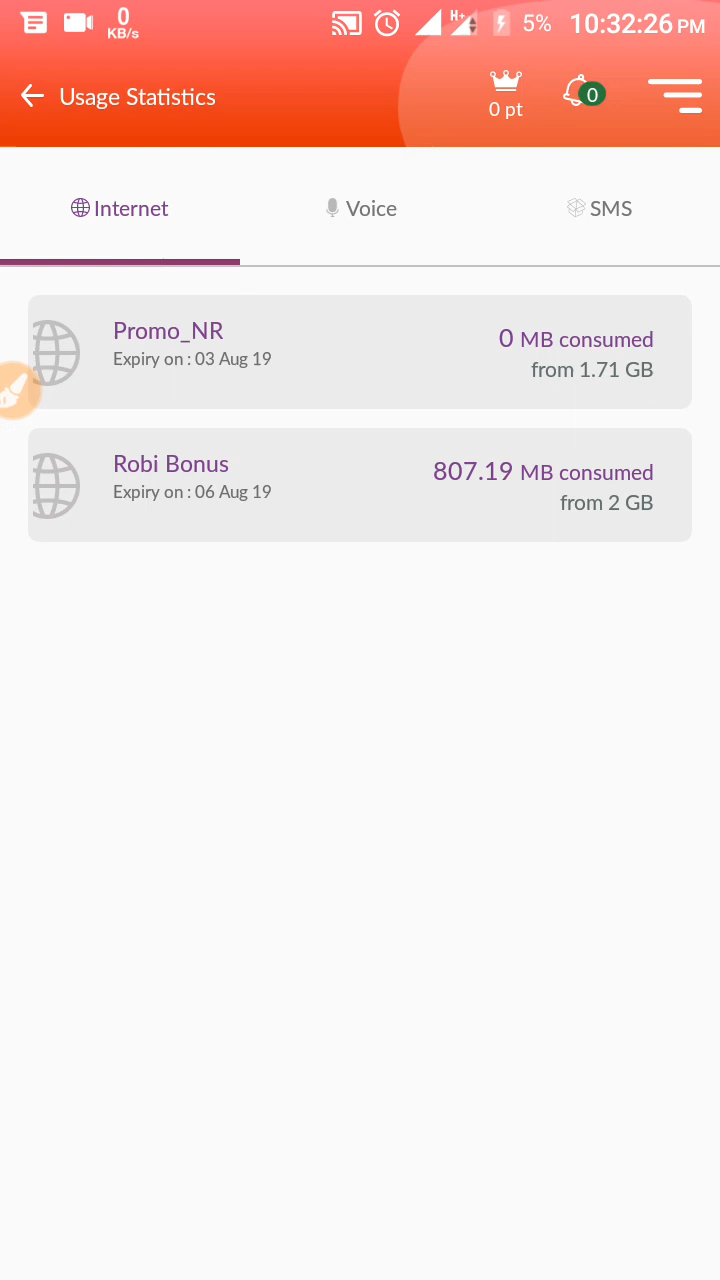 0
KB/s
H+
5%
10:32:26 PM
Usage Statistics
0 pt
0
Internet
Voice
SMS
Promo_NR
Expiry on : 03 Aug 19
0 MB consumed
from 1.71 GB
Robi Bonus
Expiry on : 06 Aug 19
807.19 MB consumed
from 2 GB